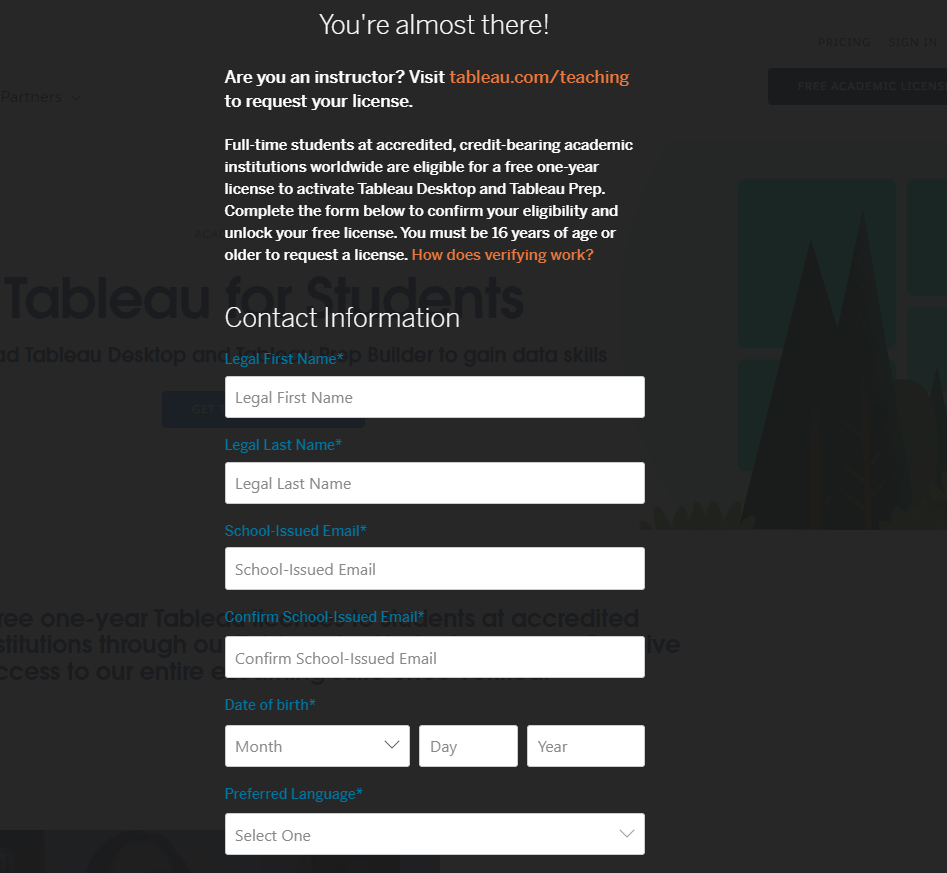 You're almost there!
PRICING SIGN IN
Are you an instructor? Visit tableau.com/teaching
to request your license.
Partners
FREE ACADEMIC LICENS
Full-time students at accredited, credit-bearing academic
institutions worldwide are eligible for a free one-year
license to activate Tableau Desktop and Tableau Prep.
Complete the form below to confirm your eligibility and
unlock your free license. You must be 16 years of age or
older to request a license. How does verifying work?
Tableau for Students
Contact Information
ad Tableau Desktop and Tableau Prep Builder to gain data skills
Legal First Name*
Legal First Name
GET
Legal Last Name*
Legal Last Name
School-Issued Email*
School-Issued Email
Confirm School-Issued Email*
ree one-year Tableau licenses to students at accredited
stitutions through ou
ive
ccess to our entire
Confirm School-Issued Email
Date of birth*
Month Day Year
Preferred Language*
Select One